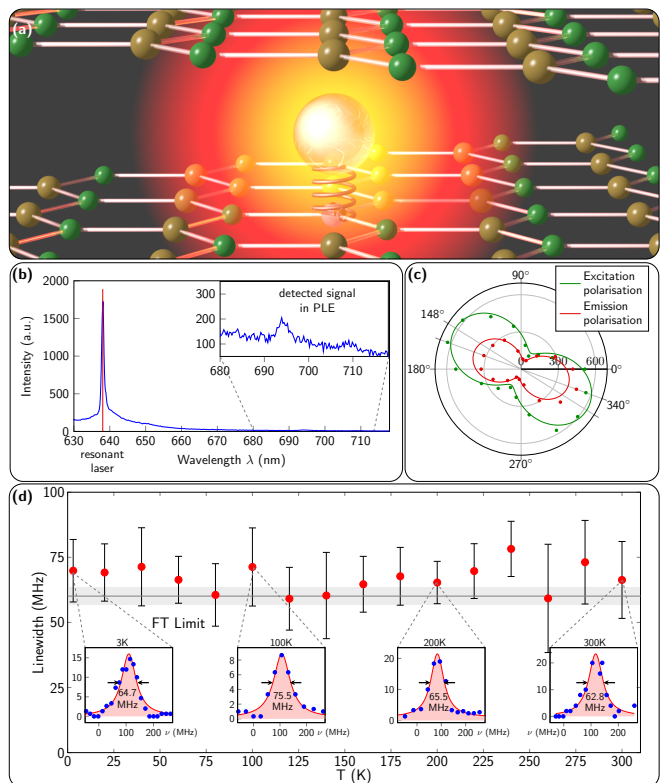 (a)
(b)
2000
1500
1000
500
0
Intensity (a.u.)
300
200
100
detected signal
in PLE
680 690 700 710
630 640 650 660 670 680 690 700 710
resonant
laser
Wavelength λ (nm)
(c)
Excitation
polarisation
Emission
polarisation
90°
148°
180°
0 300 600
0°
340°
270°
(d)
100
75
50
25
0
Linewidth (MHz)
FT Limit
3K
15
10
5
0
64.7
MHz
0 100 200 ν (MHz)
100K
8
6
4
2
0
75.5
MHz
0 100 200 ν (MHz)
200K
20
10
0
65.5
MHz
0 100 200 ν (MHz)
300K
20
10
0
62.8
MHz
0 100 200 ν (MHz)
0 25 50 75 100 125 150 175 200 225 250 275 300
T (K)